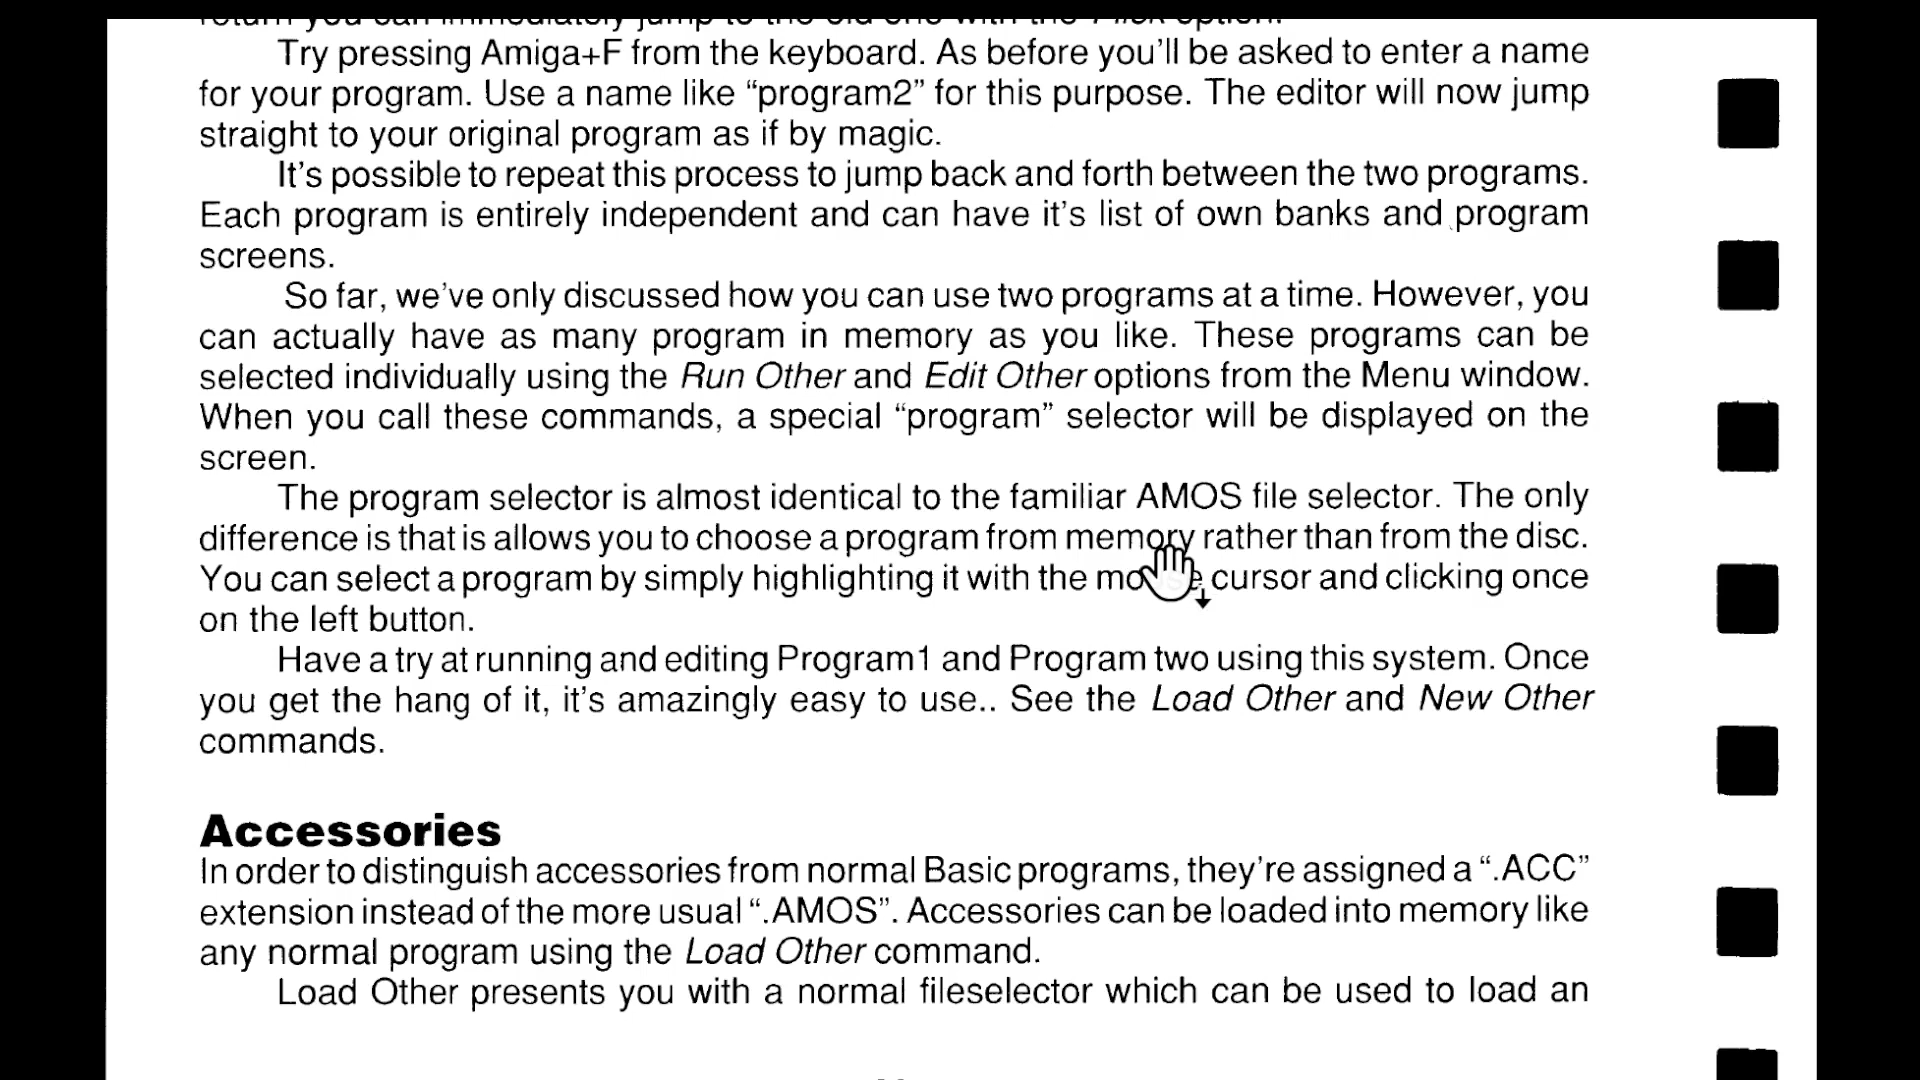 return you can immediately jump to the old one with the Flick option.
Try pressing Amiga+F from the keyboard. As before you'll be asked to enter a name
for your program. Use a name like “program2” for this purpose. The editor will now jump
straight to your original program as if by magic.
It's possible to repeat this process to jump back and forth between the two programs.
Each program is entirely independent and can have it's list of own banks and program
screens.
So far, we've only discussed how you can use two programs at a time. However, you
can actually have as many program in memory as you like. These programs can be
selected individually using the Run Other and Edit Other options from the Menu window.
When you call these commands, a special “program” selector will be displayed on the
screen.
The program selector is almost identical to the familiar AMOS file selector. The only
difference is that is allows you to choose a program from memory rather than from the disc.
You can select a program by simply highlighting it with the mouse cursor and clicking once
on the left button.
Have a try at running and editing Program1 and Program two using this system. Once
you get the hang of it, it's amazingly easy to use.. See the Load Other and New Other
commands.
Accessories
In order to distinguish accessories from normal Basic programs, they're assigned a “.ACC”
extension instead of the more usual “.AMOS”. Accessories can be loaded into memory like
any normal program using the Load Other command.
Load Other presents you with a normal fileselector which can be used to load an